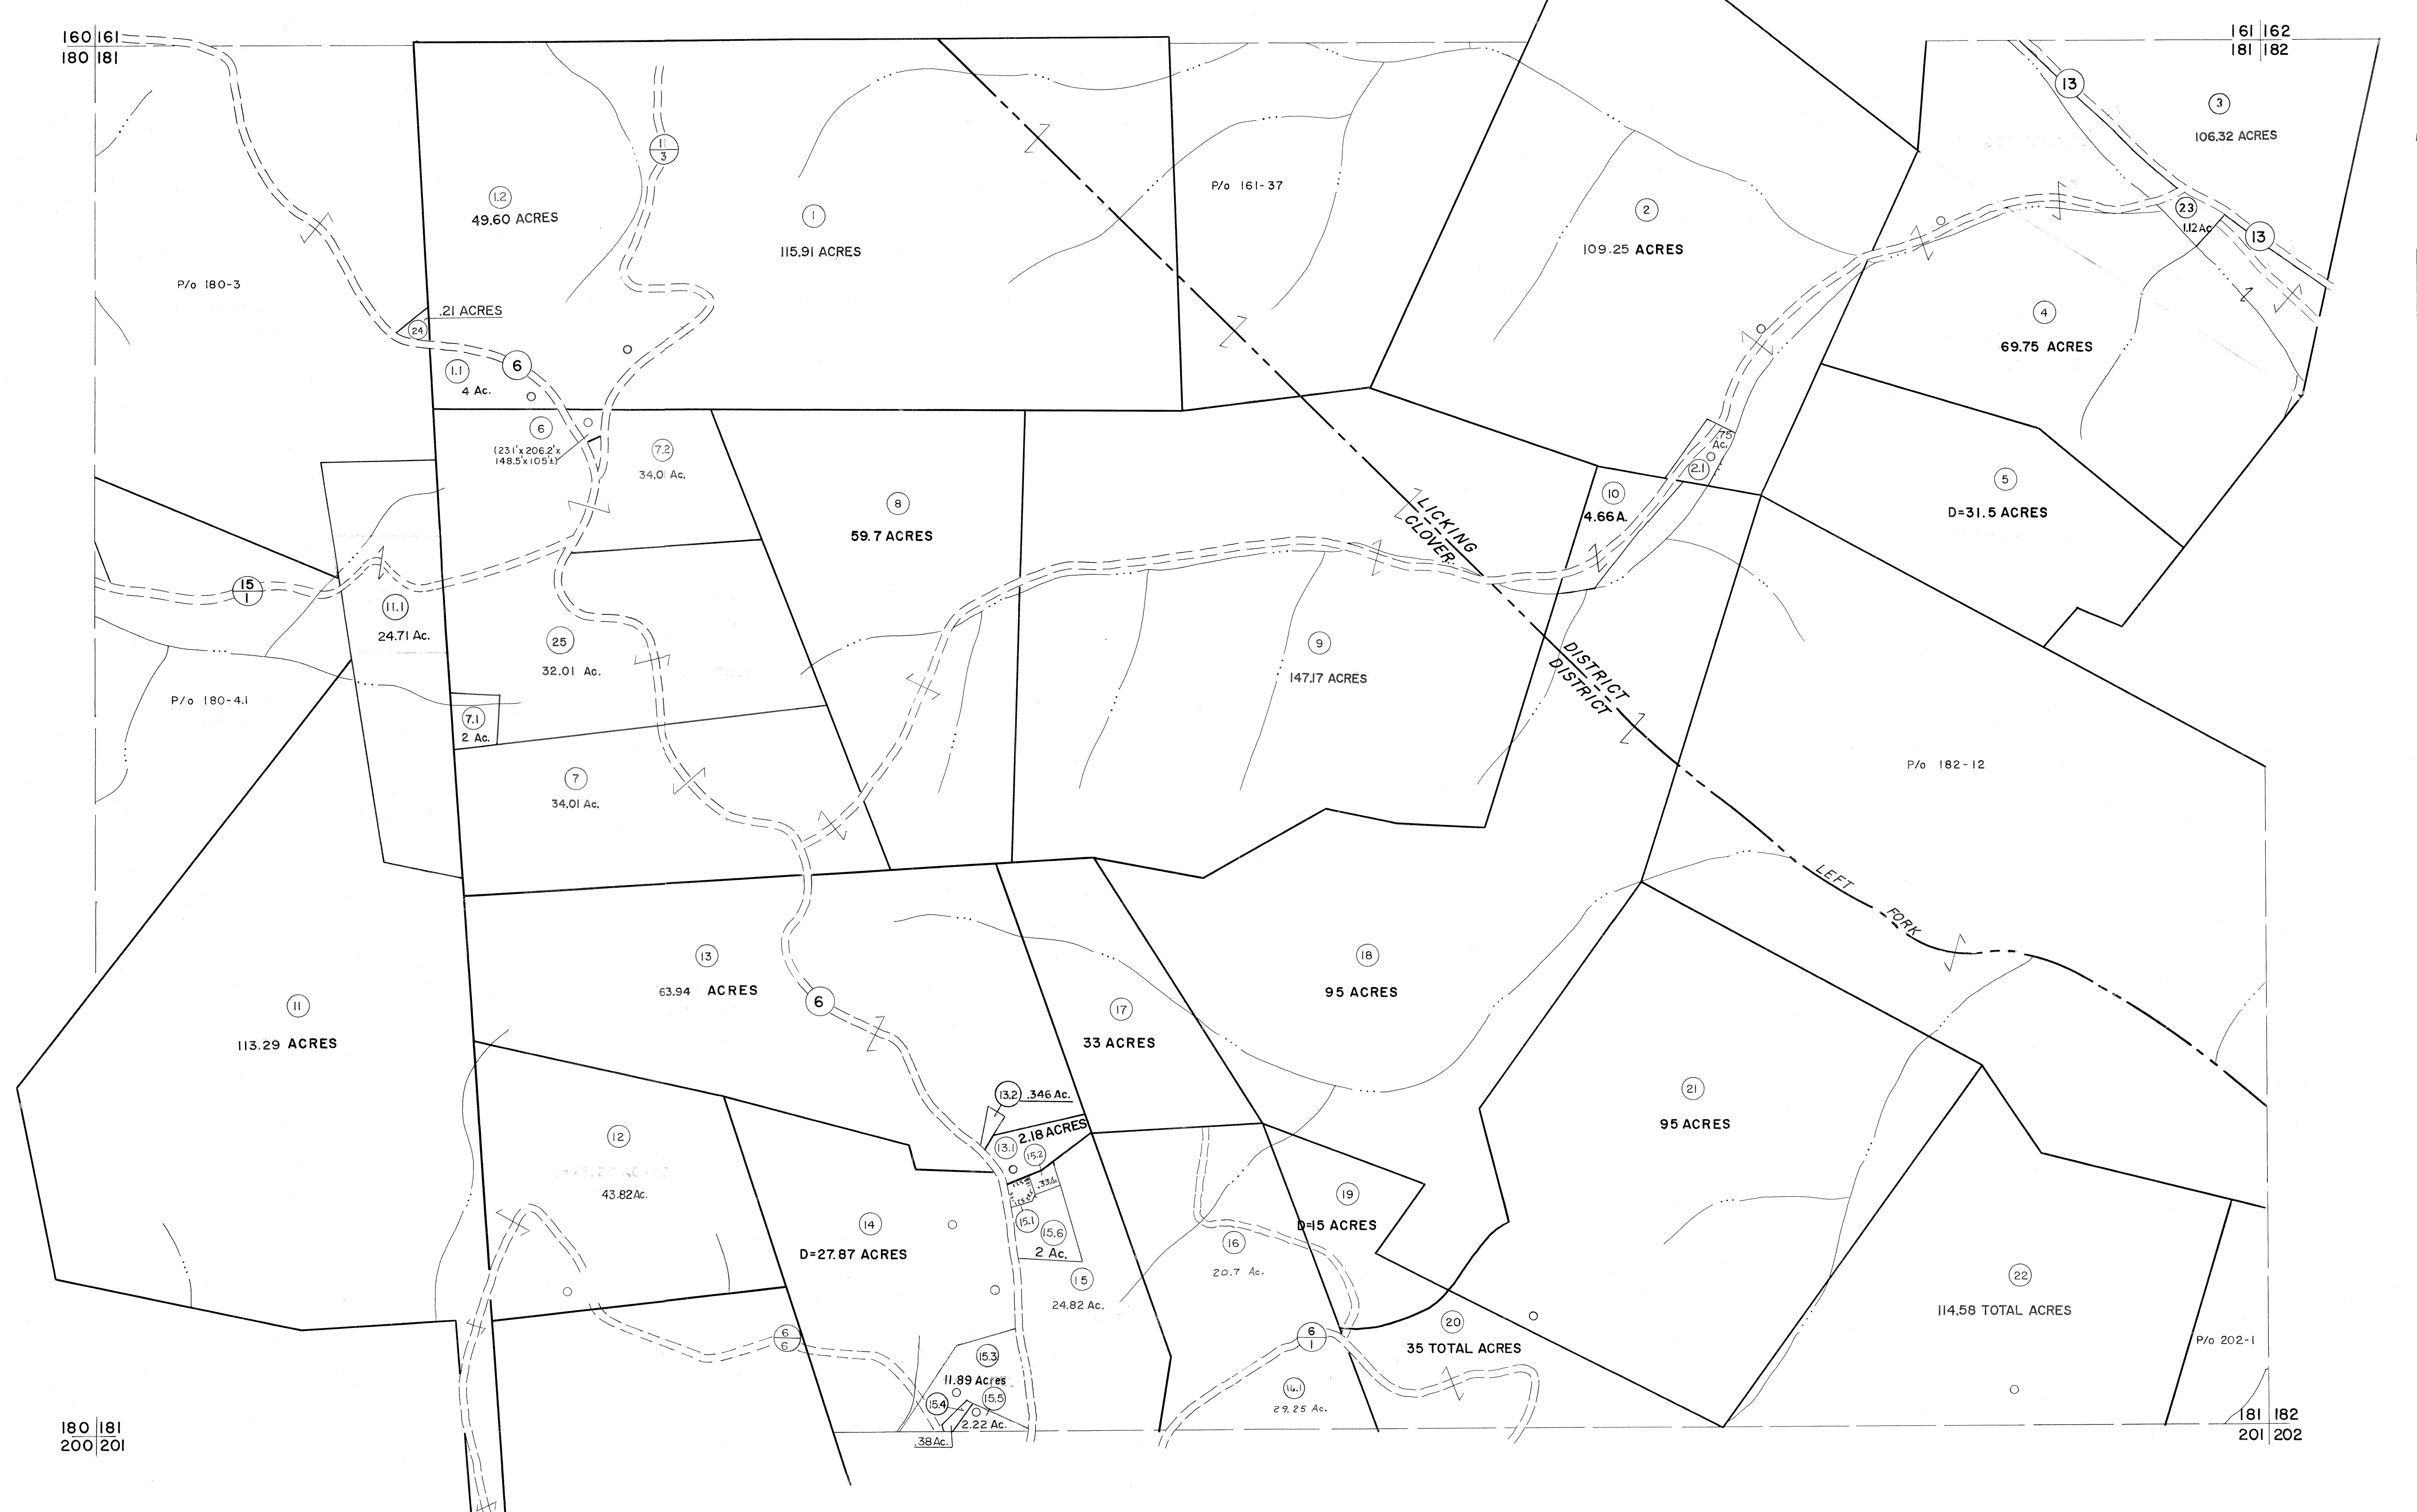 160 161
180 181
161 162
181 182
13
3
106.32 ACRES
11
3
1.2
49.60 ACRES
1
115.91 ACRES
P/o 161-37
2
109.25 ACRES
23
1.12 Ac
13
P/o 180-3
.21 ACRES
24
6
1.1
4 Ac.
4
69.75 ACRES
6
(231'x206.2'x
148.5'x105'±)
7.2
34.01 Ac.
.75
Ac.
2.1
8
59.7 ACRES
10
4.66A.
5
D=31.5 ACRES
LICKING
CLOVER
15
1
11.1
24.71 Ac.
25
32.01 Ac.
9
147.17 ACRES
DISTRICT
DISTRICT
P/o 180-4.1
7.1
2 Ac.
7
34.01 Ac.
P/o 182-12
LEFT
FORK
13
63.94 ACRES
6
18
95 ACRES
11
113.29 ACRES
17
33 ACRES
13.2
.346 Ac.
21
95 ACRES
12
43.82Ac.
2.18 ACRES
13.1
15.2
.33A.
15.1
15.6
2 Ac.
14
D=27.87 ACRES
19
D=15 ACRES
16
20.7 Ac.
15
24.82 Ac.
22
114.58 TOTAL ACRES
6
6
6
1
20
35 TOTAL ACRES
P/o 202-1
15.3
11.89 Acres
15.4
15.5
2.22 Ac.
.38Ac.
16.1
29.25 Ac.
180 181
200 201
181 182
201 202